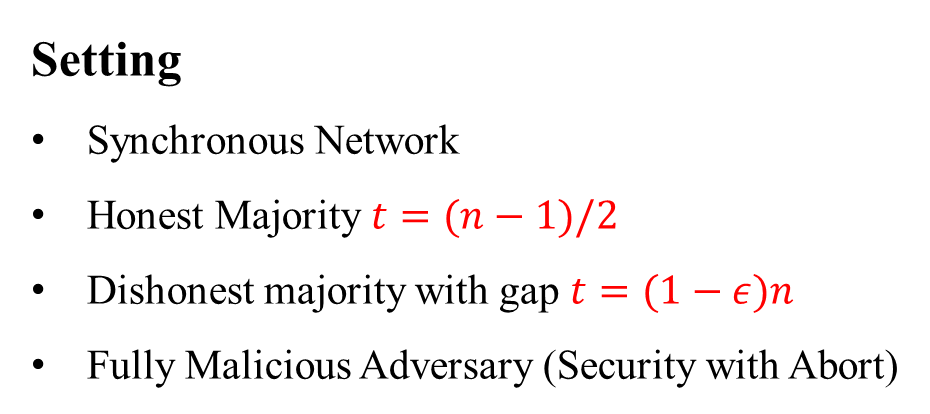 Setting
• Synchronous Network
• Honest Majority t = (n − 1)/2
• Dishonest majority with gap t = (1 − ϵ)n
• Fully Malicious Adversary (Security with Abort)